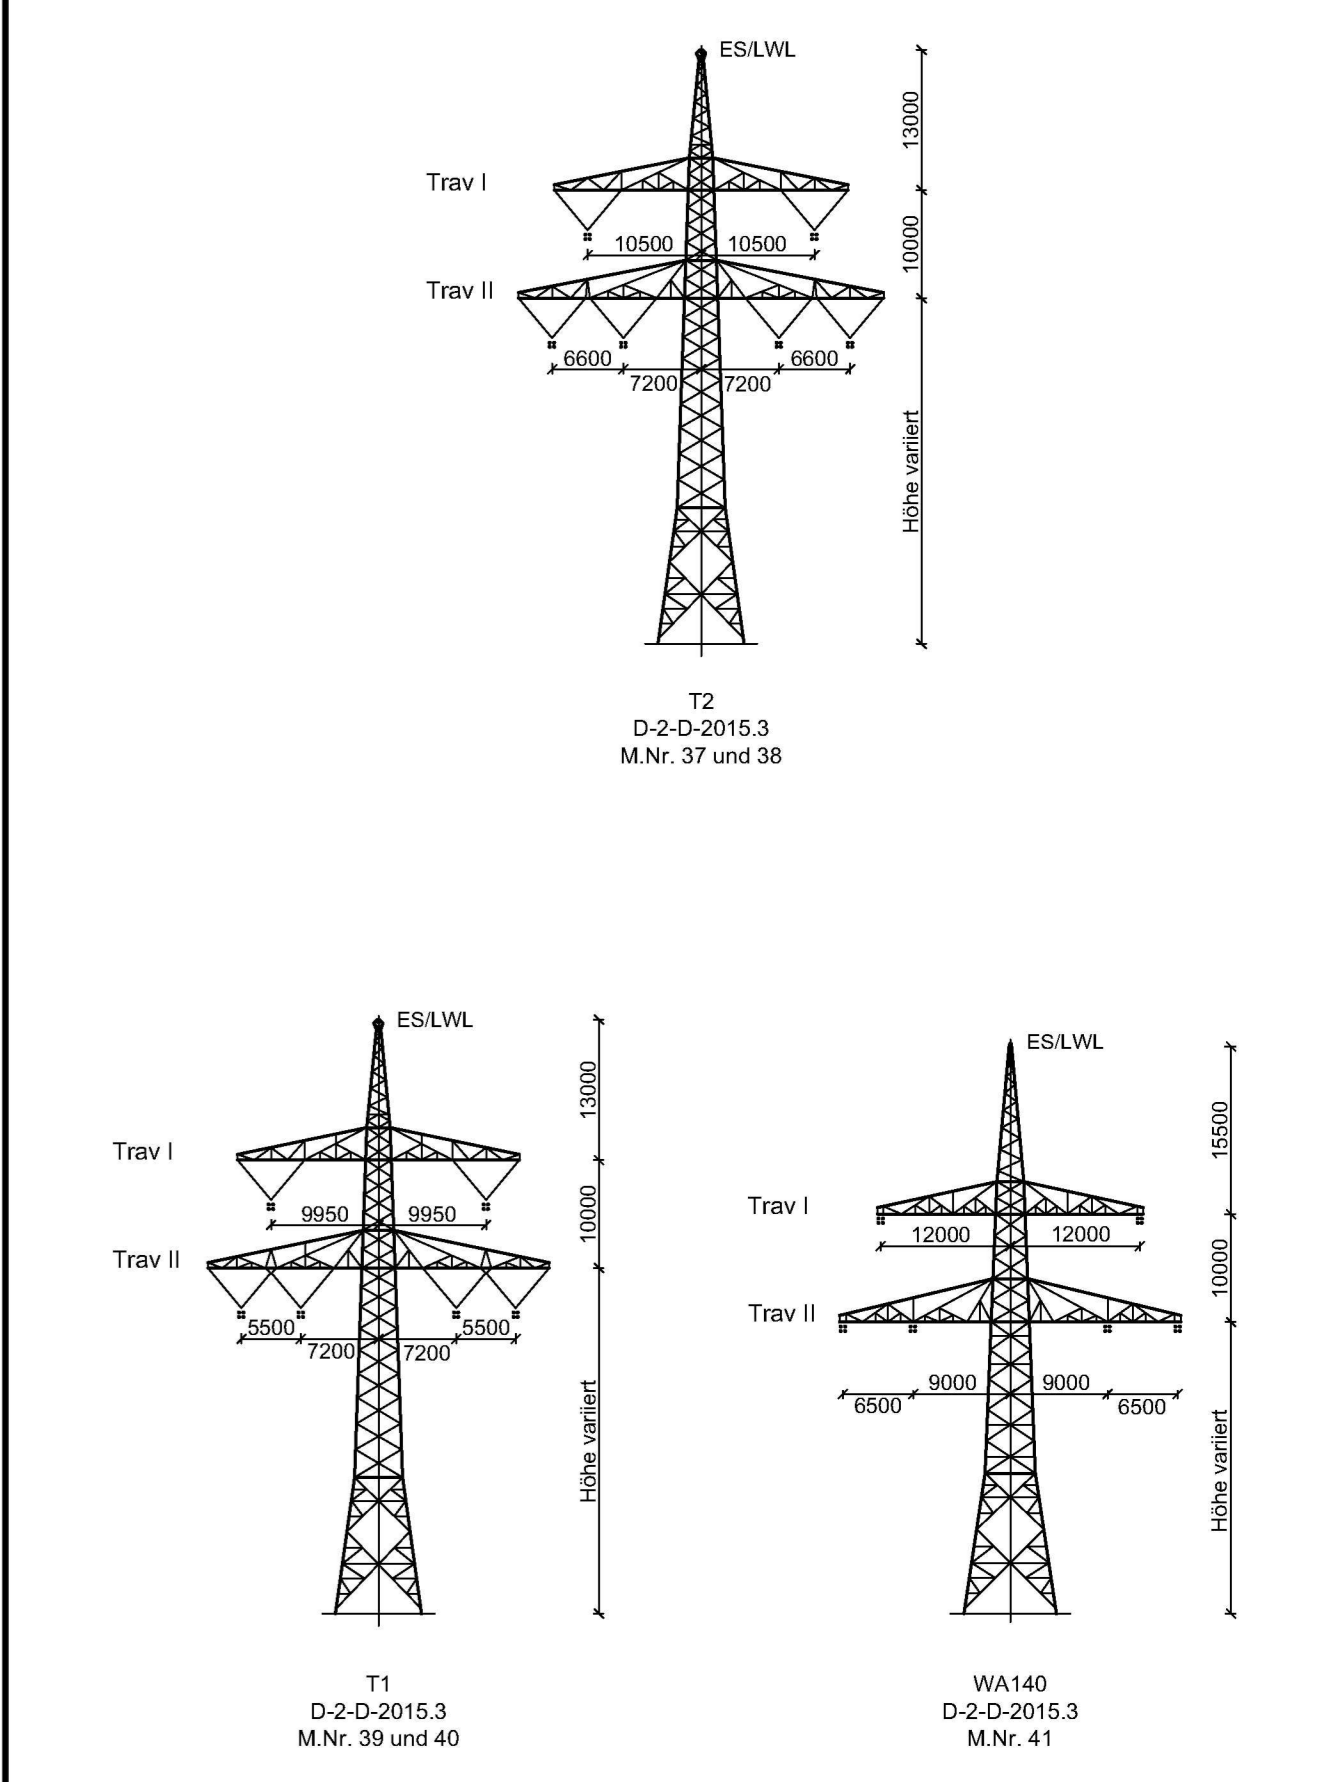 ES/LWL
13000
Trav I
10000
10500 10500
Trav II
6600 6600
7200 7200
Höhe variiert
T2
D-2-D-2015.3
M.Nr. 37 und 38
ES/LWL
13000
Trav I
10000
9950 9950
Trav II
5500 5500
7200 7200
Höhe variiert
T1
D-2-D-2015.3
M.Nr. 39 und 40
ES/LWL
15500
Trav I
12000 12000
10000
Trav II
9000 9000
6500 6500
Höhe variiert
WA140
D-2-D-2015.3
M.Nr. 41